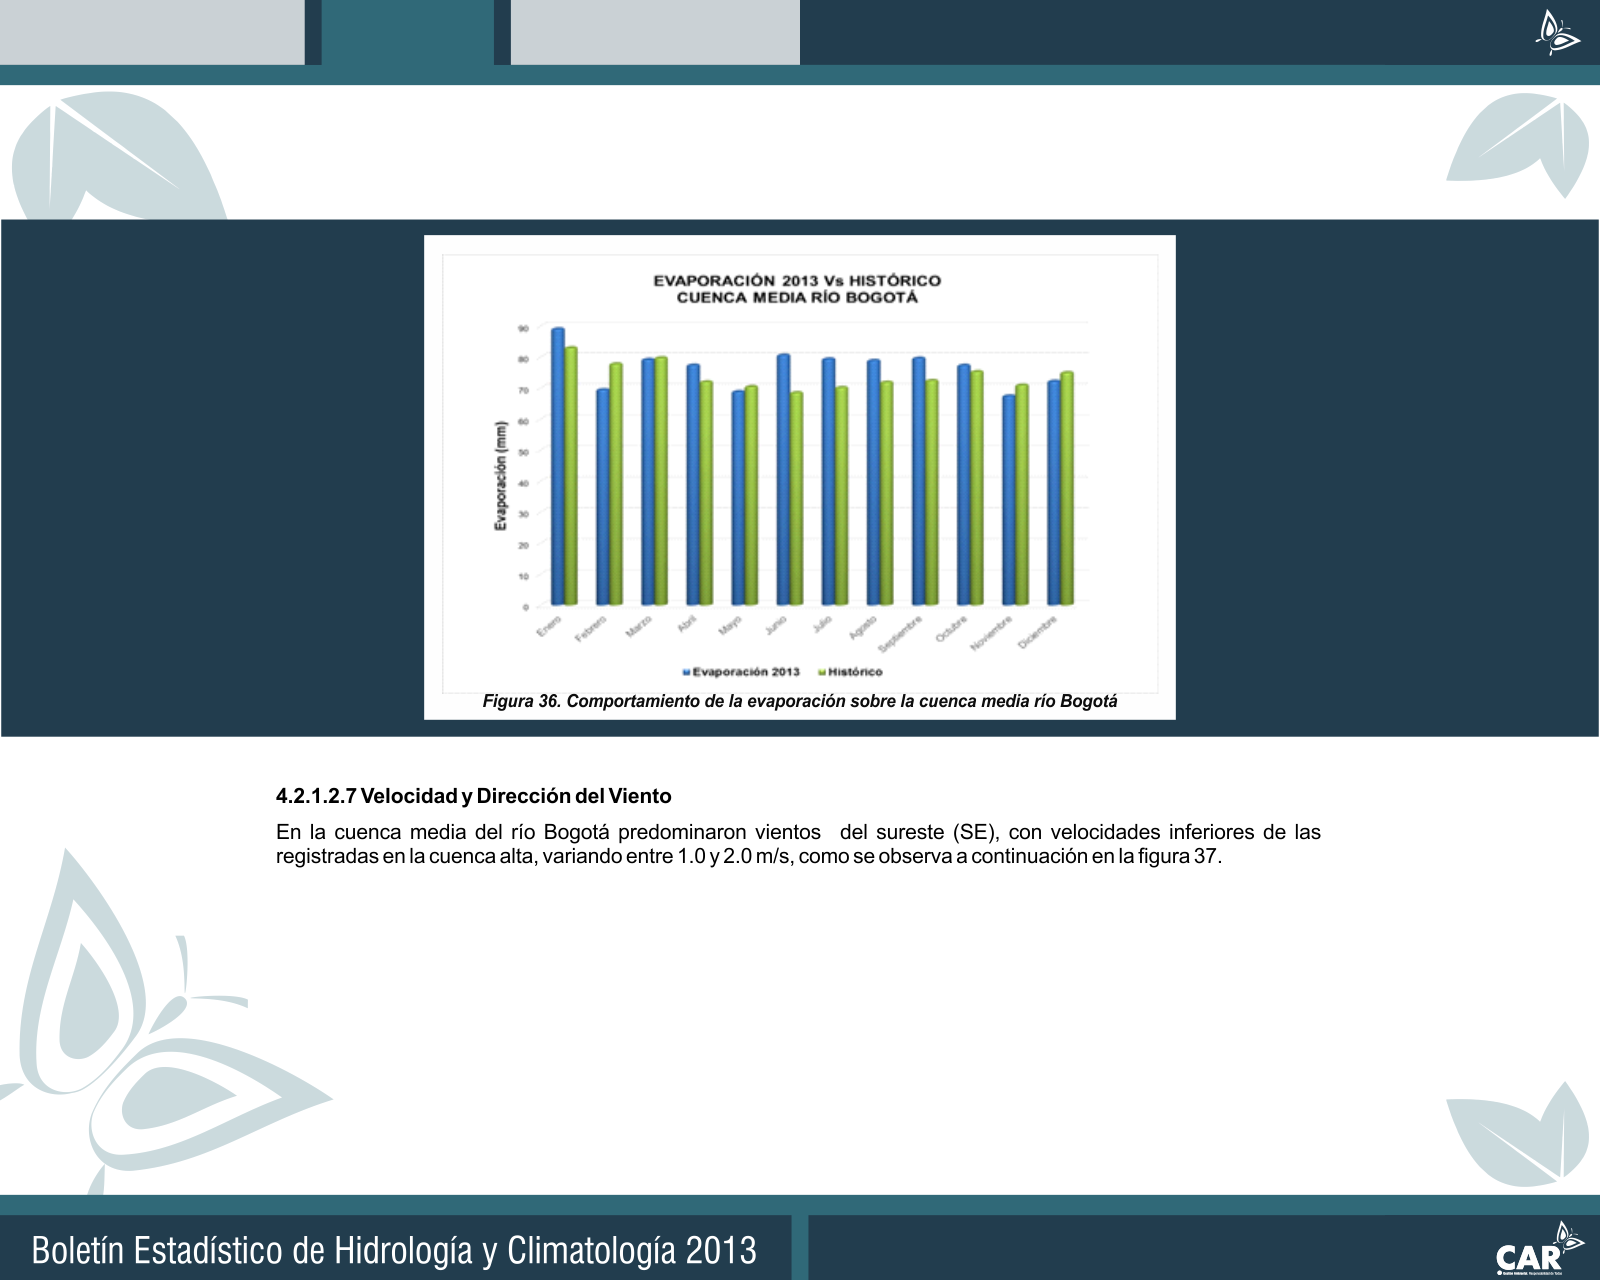 EVAPORACIÓN 2013 Vs HISTÓRICO
CUENCA MEDIA RÍO BOGOTÁ
Evaporación (mm)
90
80
70
60
50
40
30
20
10
0
Enero
Febrero
Marzo
Abril
Mayo
Junio
Julio
Agosto
Septiembre
Octubre
Noviembre
Diciembre
Evaporación 2013 Histórico
Figura 36. Comportamiento de la evaporación sobre la cuenca media río Bogotá
4.2.1.2.7 Velocidad y Dirección del Viento
En la cuenca media del río Bogotá predominaron vientos del sureste (SE), con velocidades inferiores de las
registradas en la cuenca alta, variando entre 1.0 y 2.0 m/s, como se observa a continuación en la figura 37.
Boletín Estadístico de Hidrología y Climatología 2013
CAR